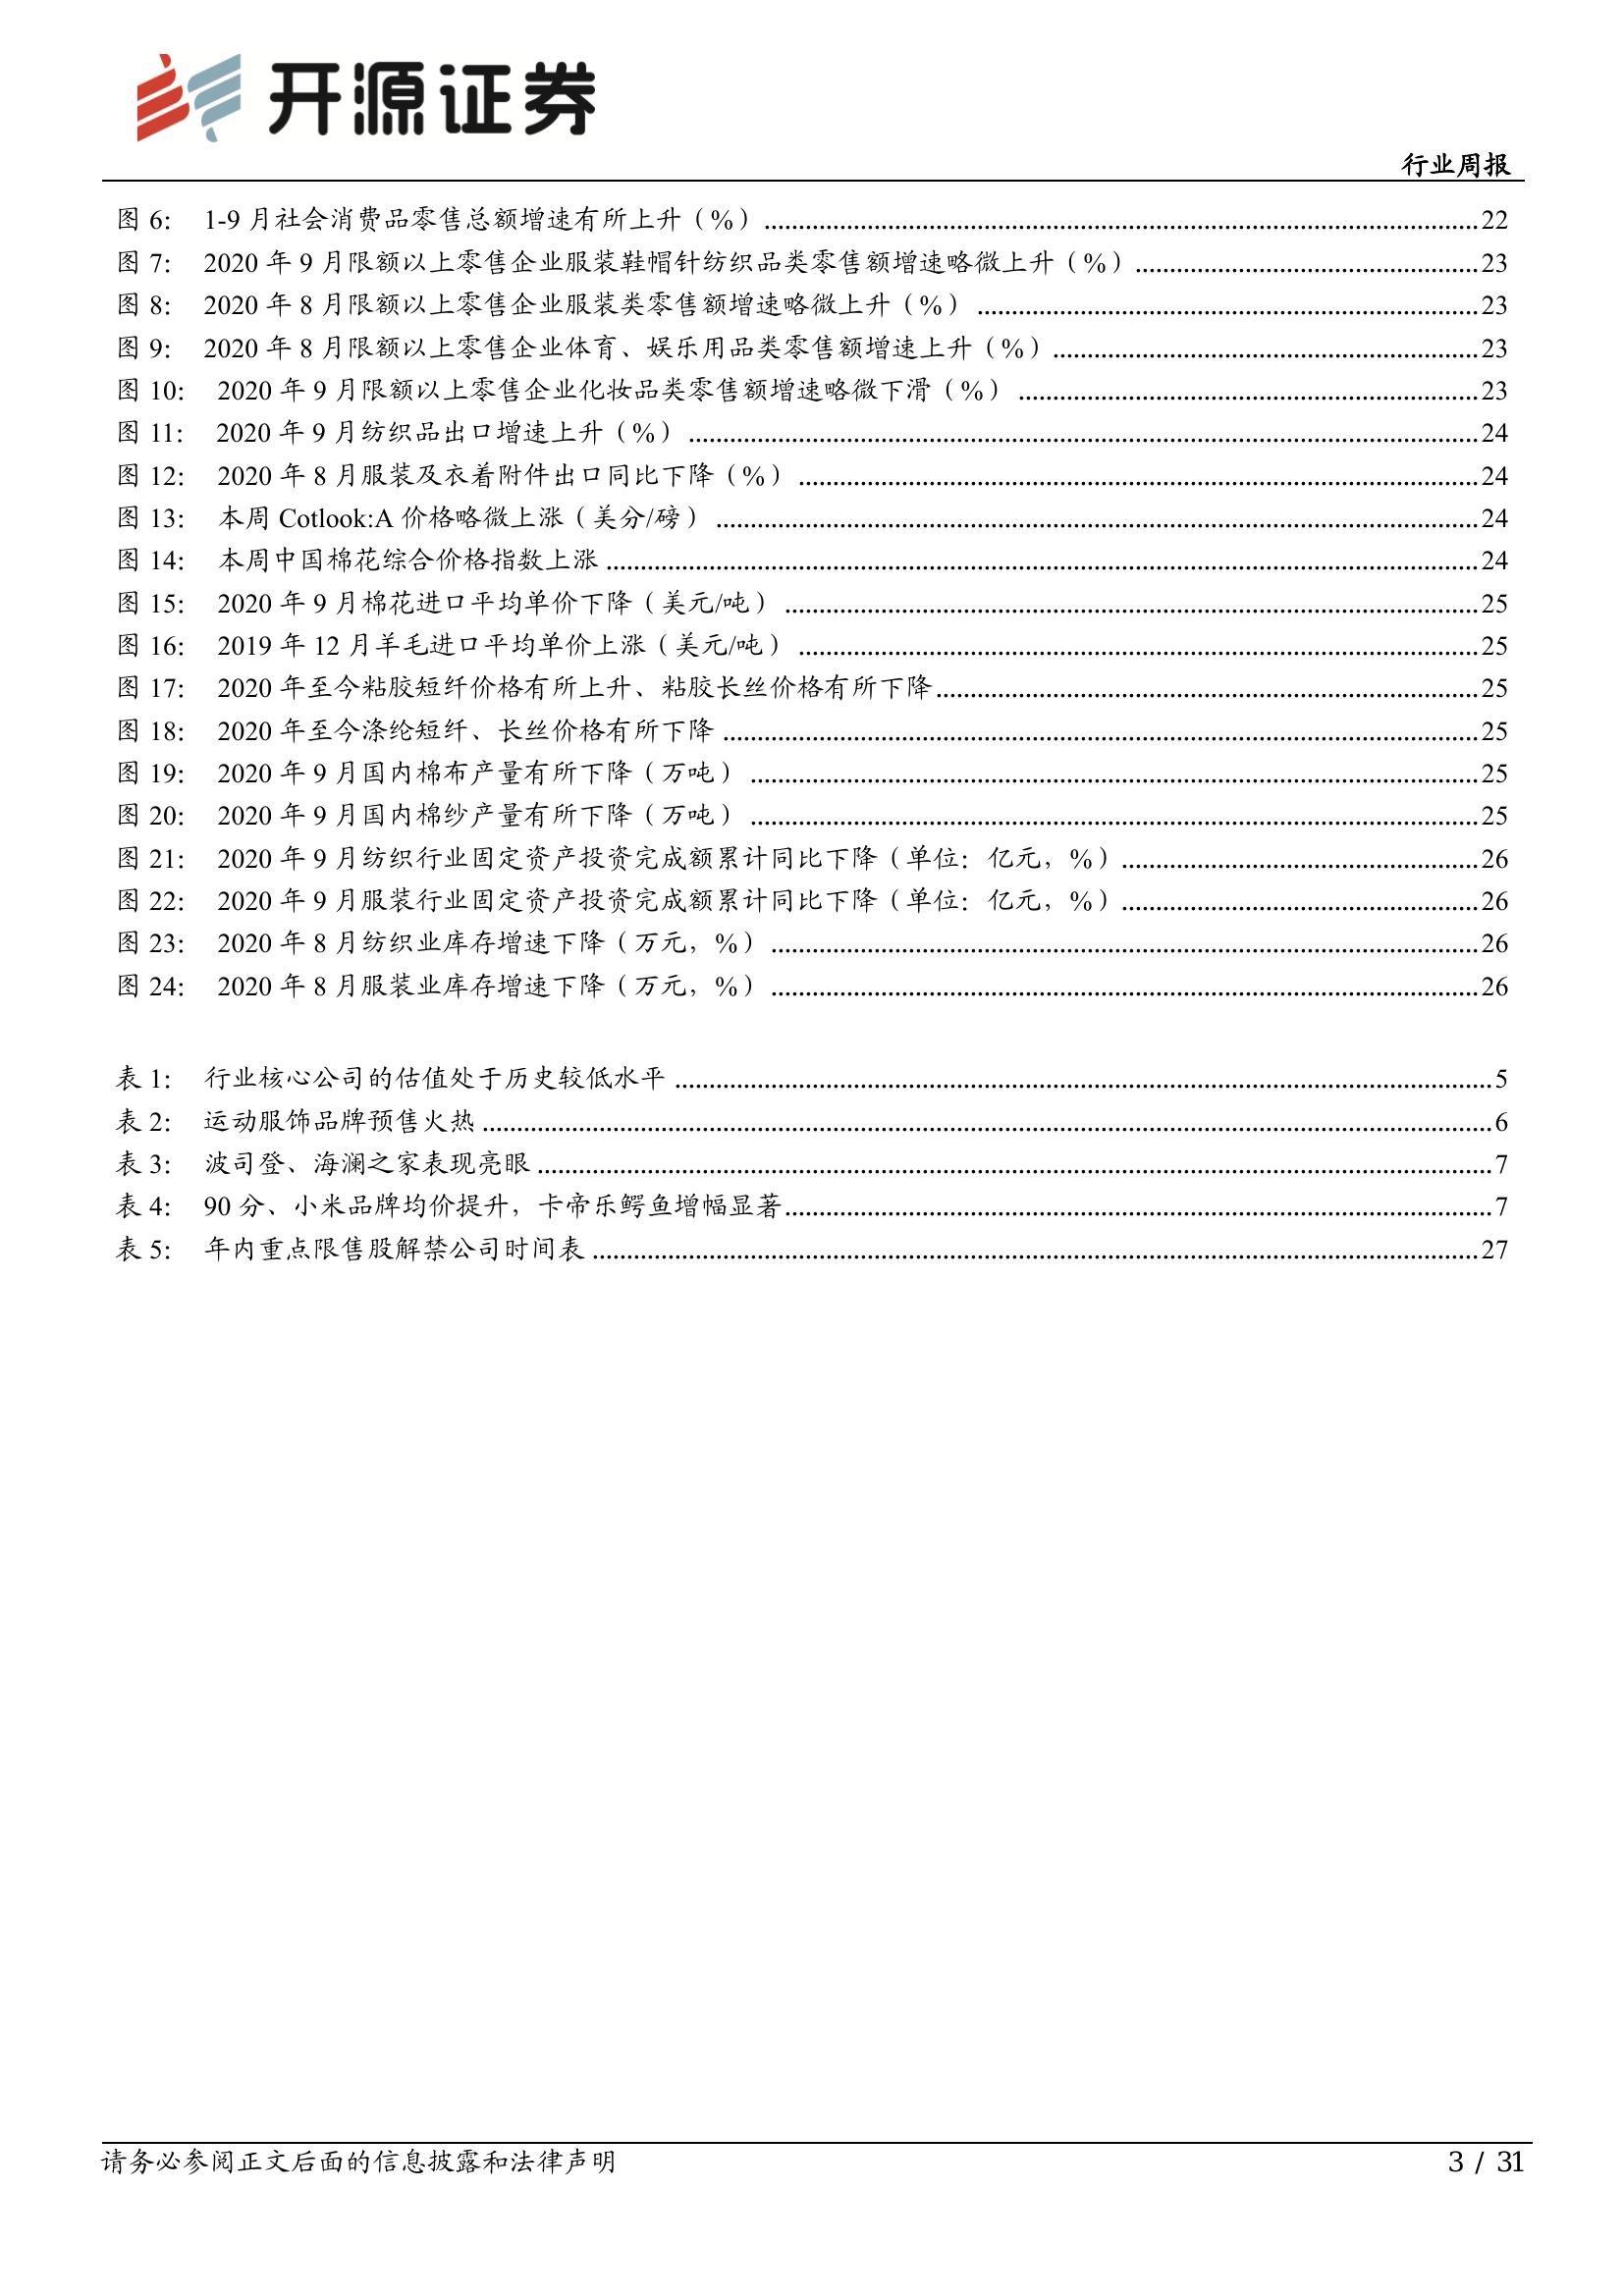 开源证券
行业周报
图 6： 1-9 月社会消费品零售总额增速有所上升（%） ..... 22
图 7： 2020 年 9 月限额以上零售企业服装鞋帽针纺织品类零售额增速略微上升（%） ..... 23
图 8： 2020 年 8 月限额以上零售企业服装类零售额增速略微上升（%） ..... 23
图 9： 2020 年 8 月限额以上零售企业体育、娱乐用品类零售额增速上升（%） ..... 23
图 10： 2020 年 9 月限额以上零售企业化妆品类零售额增速略微下滑（%） ..... 23
图 11： 2020 年 9 月纺织品出口增速上升（%） ..... 24
图 12： 2020 年 8 月服装及衣着附件出口同比下降（%） ..... 24
图 13： 本周 Cotlook:A 价格略微上涨（美分/磅） ..... 24
图 14： 本周中国棉花综合价格指数上涨 ..... 24
图 15： 2020 年 9 月棉花进口平均单价下降（美元/吨） ..... 25
图 16： 2019 年 12 月羊毛进口平均单价上涨（美元/吨） ..... 25
图 17： 2020 年至今粘胶短纤价格有所上升、粘胶长丝价格有所下降 ..... 25
图 18： 2020 年至今涤纶短纤、长丝价格有所下降 ..... 25
图 19： 2020 年 9 月国内棉布产量有所下降（万吨） ..... 25
图 20： 2020 年 9 月国内棉纱产量有所下降（万吨） ..... 25
图 21： 2020 年 9 月纺织行业固定资产投资完成额累计同比下降（单位：亿元，%） ..... 26
图 22： 2020 年 9 月服装行业固定资产投资完成额累计同比下降（单位：亿元，%） ..... 26
图 23： 2020 年 8 月纺织业库存增速下降（万元，%） ..... 26
图 24： 2020 年 8 月服装业库存增速下降（万元，%） ..... 26
表 1： 行业核心公司的估值处于历史较低水平 ..... 5
表 2： 运动服饰品牌预售火热 ..... 6
表 3： 波司登、海澜之家表现亮眼 ..... 7
表 4： 90 分、小米品牌均价提升，卡帝乐鳄鱼增幅显著 ..... 7
表 5： 年内重点限售股解禁公司时间表 ..... 27
请务必参阅正文后面的信息披露和法律声明
3 / 31